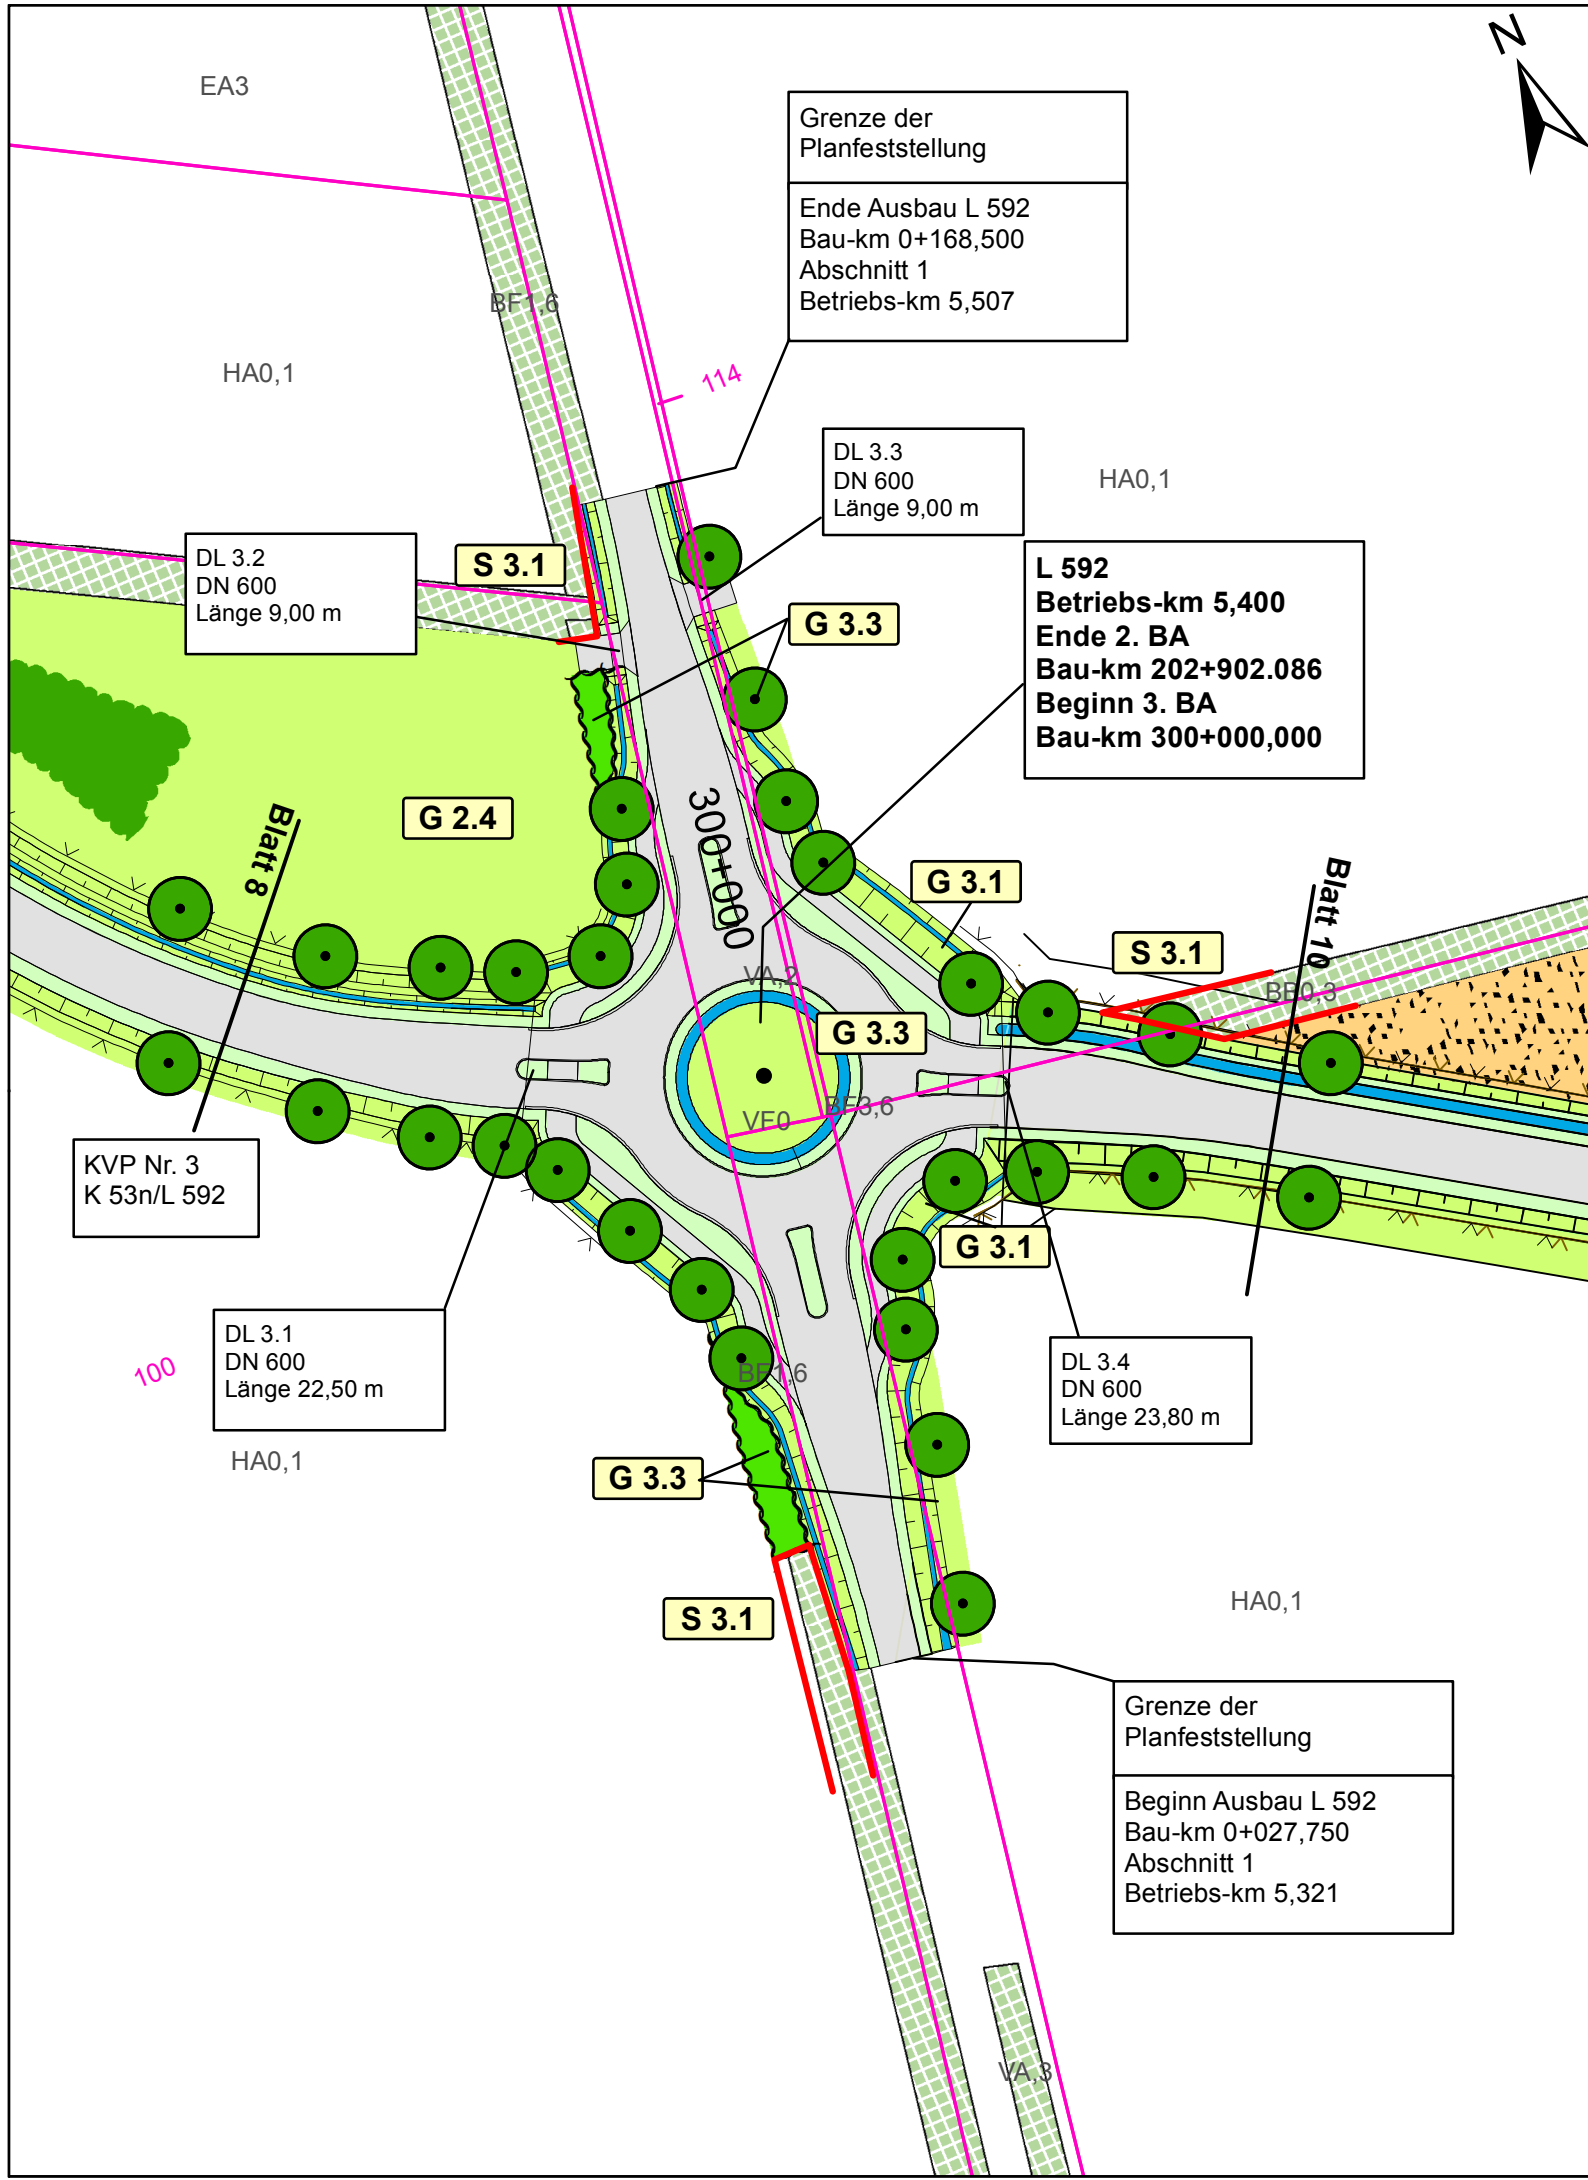 N
EA3
Grenze der
Planfeststellung
Ende Ausbau L 592
Bau-km 0+168,500
Abschnitt 1
Betriebs-km 5,507
BF1,6
HA0,1
114
DL 3.3
DN 600
Länge 9,00 m
HA0,1
DL 3.2
DN 600
Länge 9,00 m
S 3.1
L 592
Betriebs-km 5,400
Ende 2. BA
Bau-km 202+902.086
Beginn 3. BA
Bau-km 300+000,000
G 3.3
G 2.4
300+000
Blatt 8
G 3.1
Blatt 10
S 3.1
VA,2
BB0,3
G 3.3
BF3,6
VF0
KVP Nr. 3
K 53n/L 592
G 3.1
DL 3.1
DN 600
Länge 22,50 m
100
BF1,6
DL 3.4
DN 600
Länge 23,80 m
HA0,1
G 3.3
S 3.1
HA0,1
Grenze der
Planfeststellung
Beginn Ausbau L 592
Bau-km 0+027,750
Abschnitt 1
Betriebs-km 5,321
VA,3